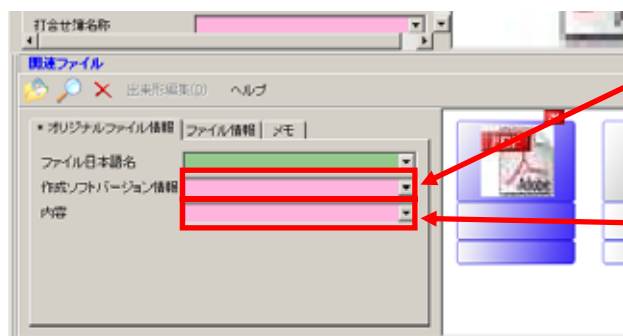 打合せ簿名称
関連ファイル
出来形編集(O) ヘルプ
* オリジナルファイル情報 ファイル情報 メモ
ファイル日本語名
作成ソフトバージョン情報
内容
Adobe